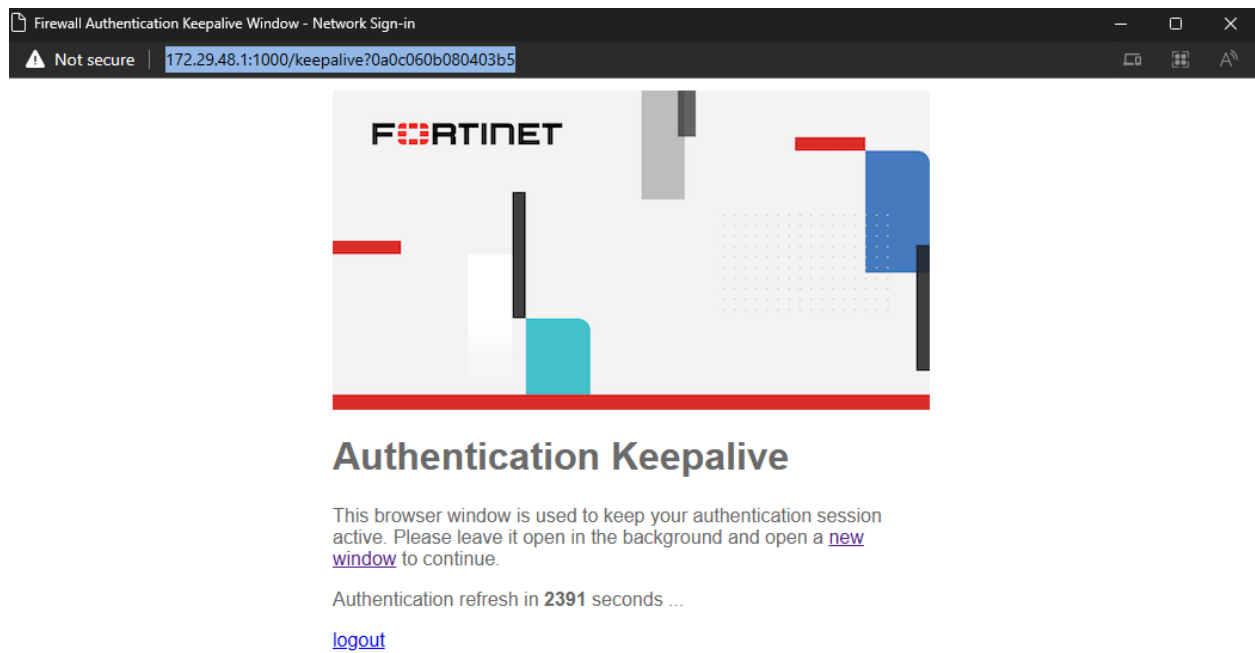 Firewall Authentication Keepalive Window - Network Sign-in
Not secure
172.29.48.1:1000/keepalive?0a0c060b080403b5
FORTINET
Authentication Keepalive
This browser window is used to keep your authentication session
active. Please leave it open in the background and open a new
window to continue.
Authentication refresh in 2391 seconds ...
logout